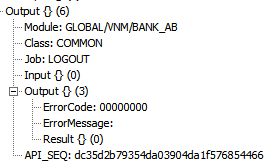 Output {} (6)
Module: GLOBAL/VNM/BANK_AB
Class: COMMON
Job: LOGOUT
Input {} (0)
Output {} (3)
ErrorCode: 00000000
ErrorMessage:
Result {} (0)
API_SEQ: dc35d2b79354da03904da1f576854466